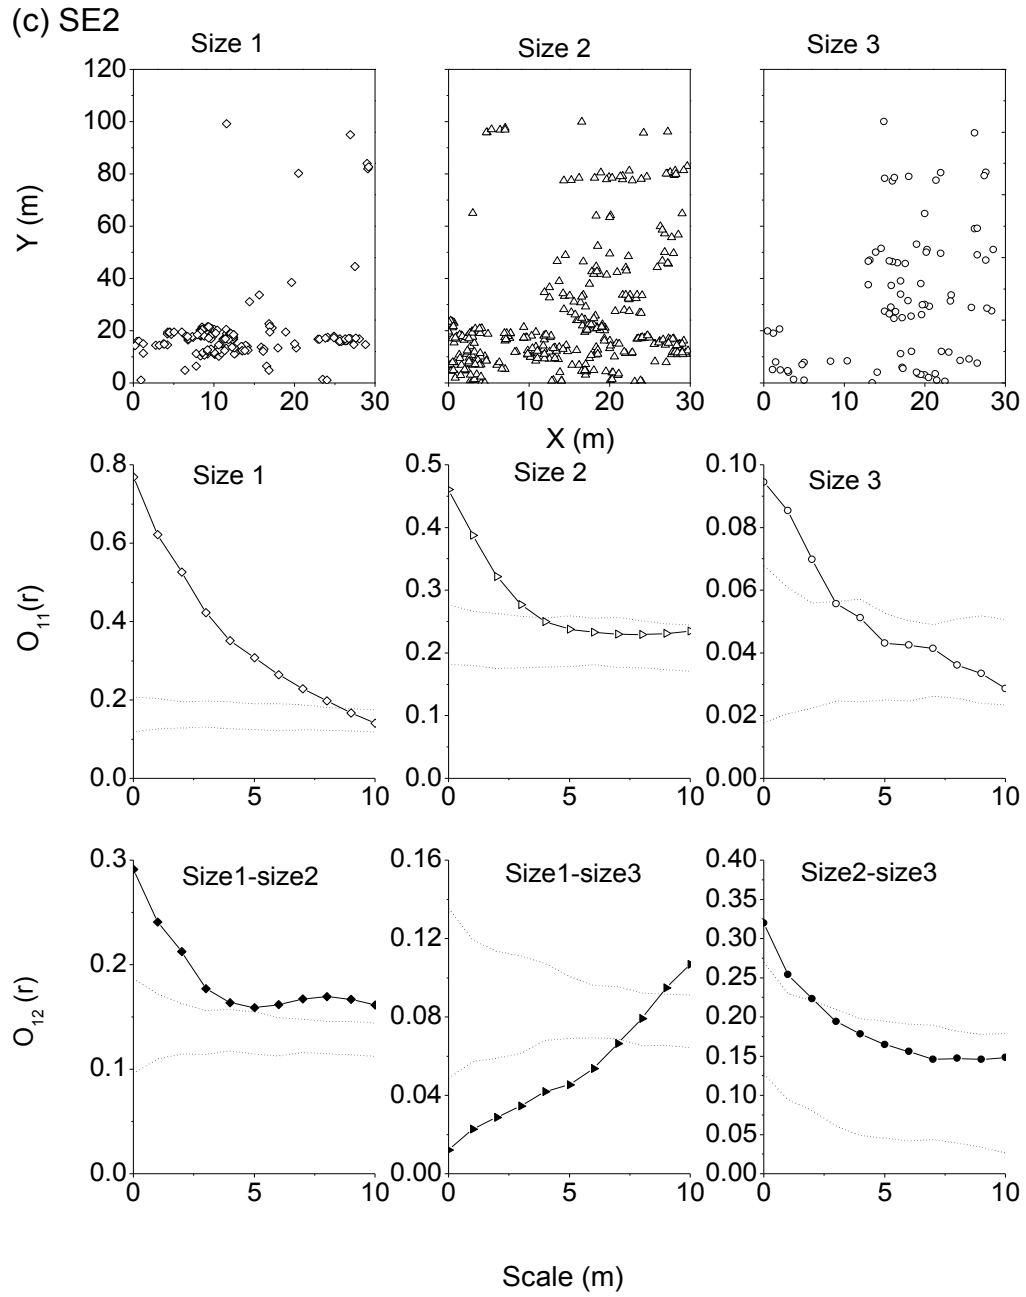 (c) SE2
Size 1 Size 2 Size 3
120
100
80
60
40
20
0
Y (m)
0 10 20 30 0 10 20 30 0 10 20 30
X (m)
Size 1 Size 2 Size 3
0.8 0.5 0.10
0.6 0.4 0.08
0.4 0.3 0.06
0.2 0.2 0.04
0.0 0.1 0.02
0.0 0.00
O11(r)
0 5 10 0 5 10 0 5 10
Size1-size2 Size1-size3 Size2-size3
0.3 0.16 0.40
0.2 0.12 0.35
0.1 0.08 0.30
0.0 0.04 0.25
0.00 0.20
0.15
0.10
0.05
0.00
O12 (r)
0 5 10 0 5 10 0 5 10
Scale (m)